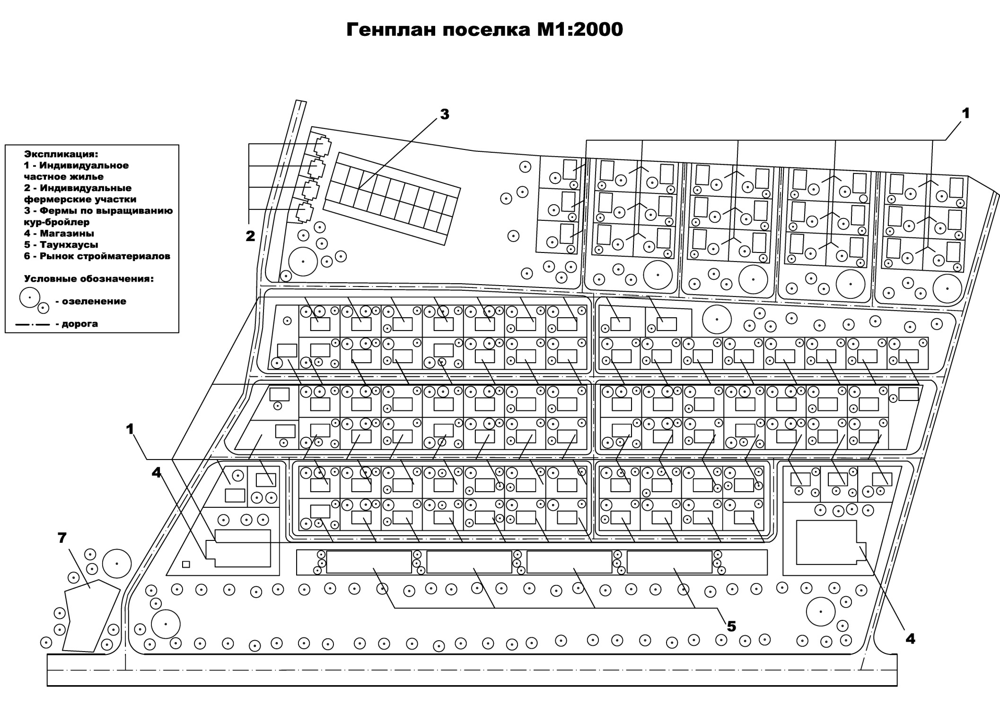 Генплан поселка М1:2000
3
1
Экспликация:
1 - Индивидуальное
частное жилье
2 - Индивидуальные
фермерские участки
3 - Фермы по выращиванию
кур-бройлер
4 - Магазины
5 - Таунхаусы
6 - Рынок стройматериалов
Условные обозначения:
- озеленение
- дорога
2
1
4
7
5
4